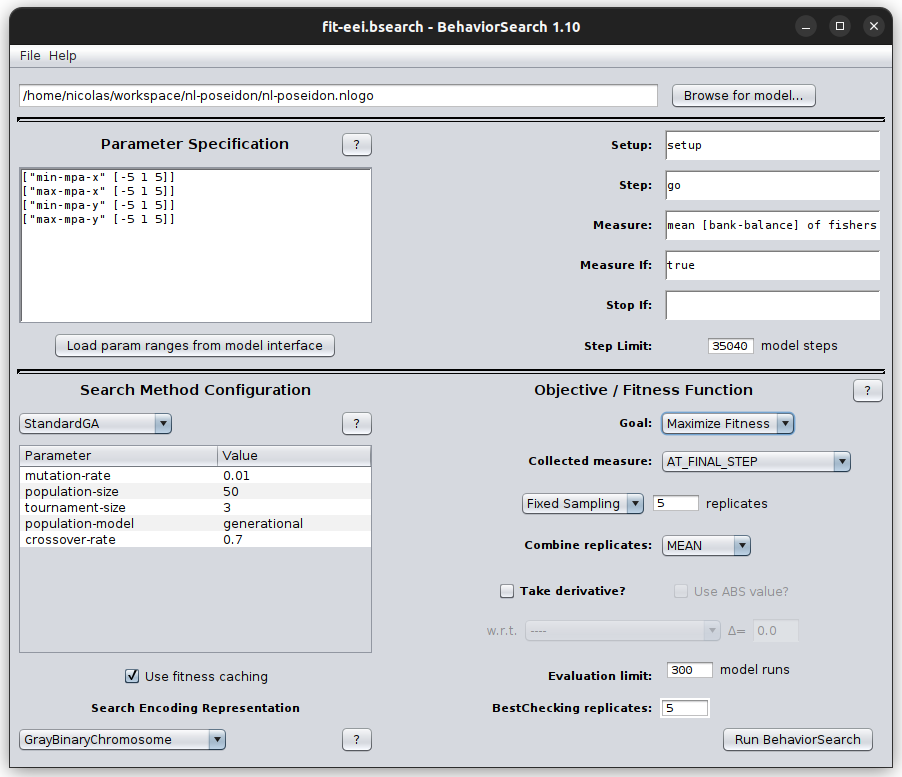 fit-eei.bsearch - BehaviorSearch 1.10
File Help
/home/nicolas/workspace/nl-poseidon/nl-poseidon.nlogo
Browse for model...
Parameter Specification
?
["min-mpa-x" [-5 1 5]]
["max-mpa-x" [-5 1 5]]
["min-mpa-y" [-5 1 5]]
["max-mpa-y" [-5 1 5]]
Load param ranges from model interface
Setup: setup
Step: go
Measure: mean [bank-balance] of fishers
Measure If: true
Stop If:
Step Limit: 35040 model steps
Search Method Configuration
StandardGA
?
Parameter Value
mutation-rate 0.01
population-size 50
tournament-size 3
population-model generational
crossover-rate 0.7
Use fitness caching
Search Encoding Representation
GrayBinaryChromosome
?
Objective / Fitness Function
?
Goal: Maximize Fitness
Collected measure: AT_FINAL_STEP
Fixed Sampling 5 replicates
Combine replicates: MEAN
Take derivative? Use ABS value?
w.r.t. ---- Δ= 0.0
Evaluation limit: 300 model runs
BestChecking replicates: 5
Run BehaviorSearch